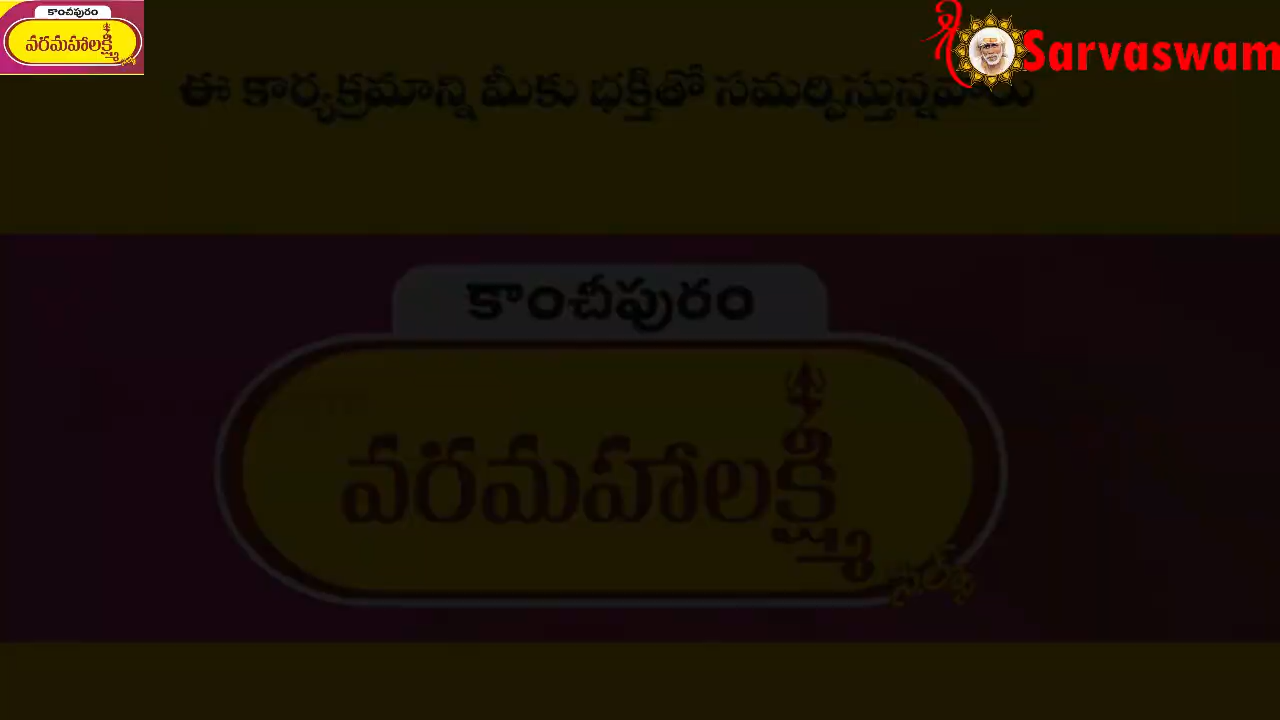 కాంచీపురం
వరమహాలక్ష్మి
సిల్క్స్
శ్రీ Sarvaswam
ఈ కార్యక్రమాన్ని మీకు భక్తితో సమర్పిస్తున్నవారు
కాంచీపురం
వరమహాలక్ష్మి
సిల్క్స్